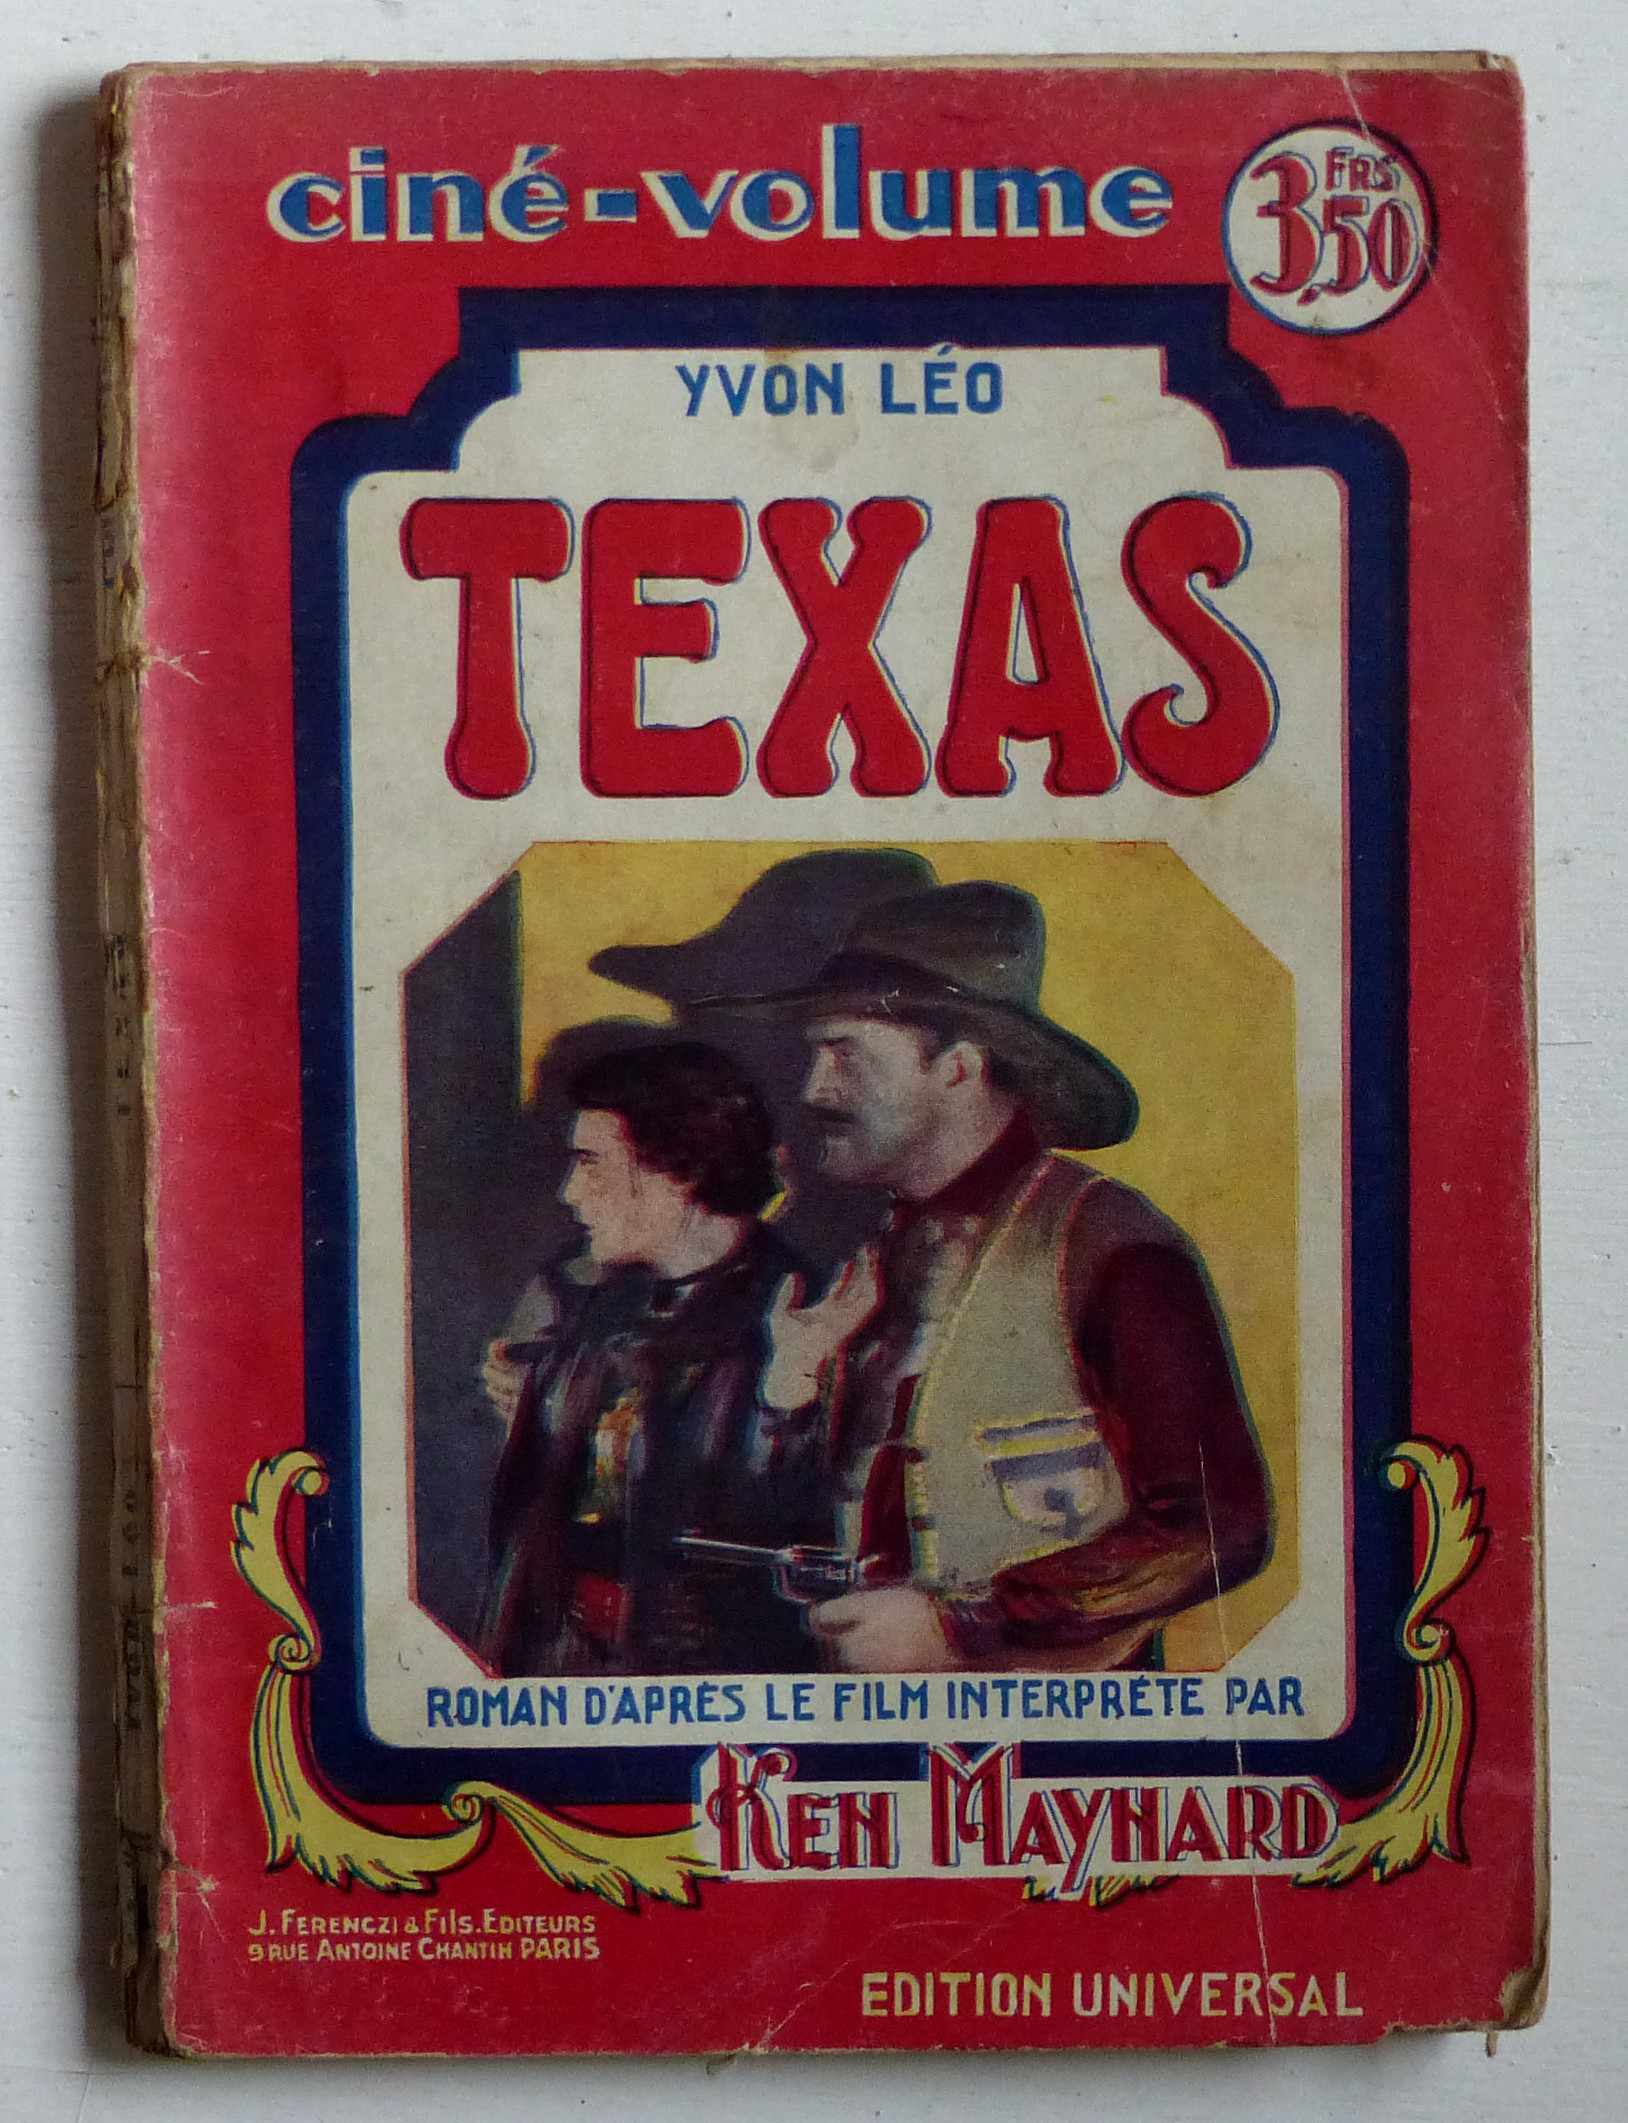 ciné-volume
3,50 FRS
YVON LÉO
TEXAS
ROMAN D'APRÈS LE FILM INTERPRÉTÉ PAR
KEN MAYNARD
J. FERENCZI & FILS. EDITEURS
9 RUE ANTOINE CHANTIN PARIS
EDITION UNIVERSAL